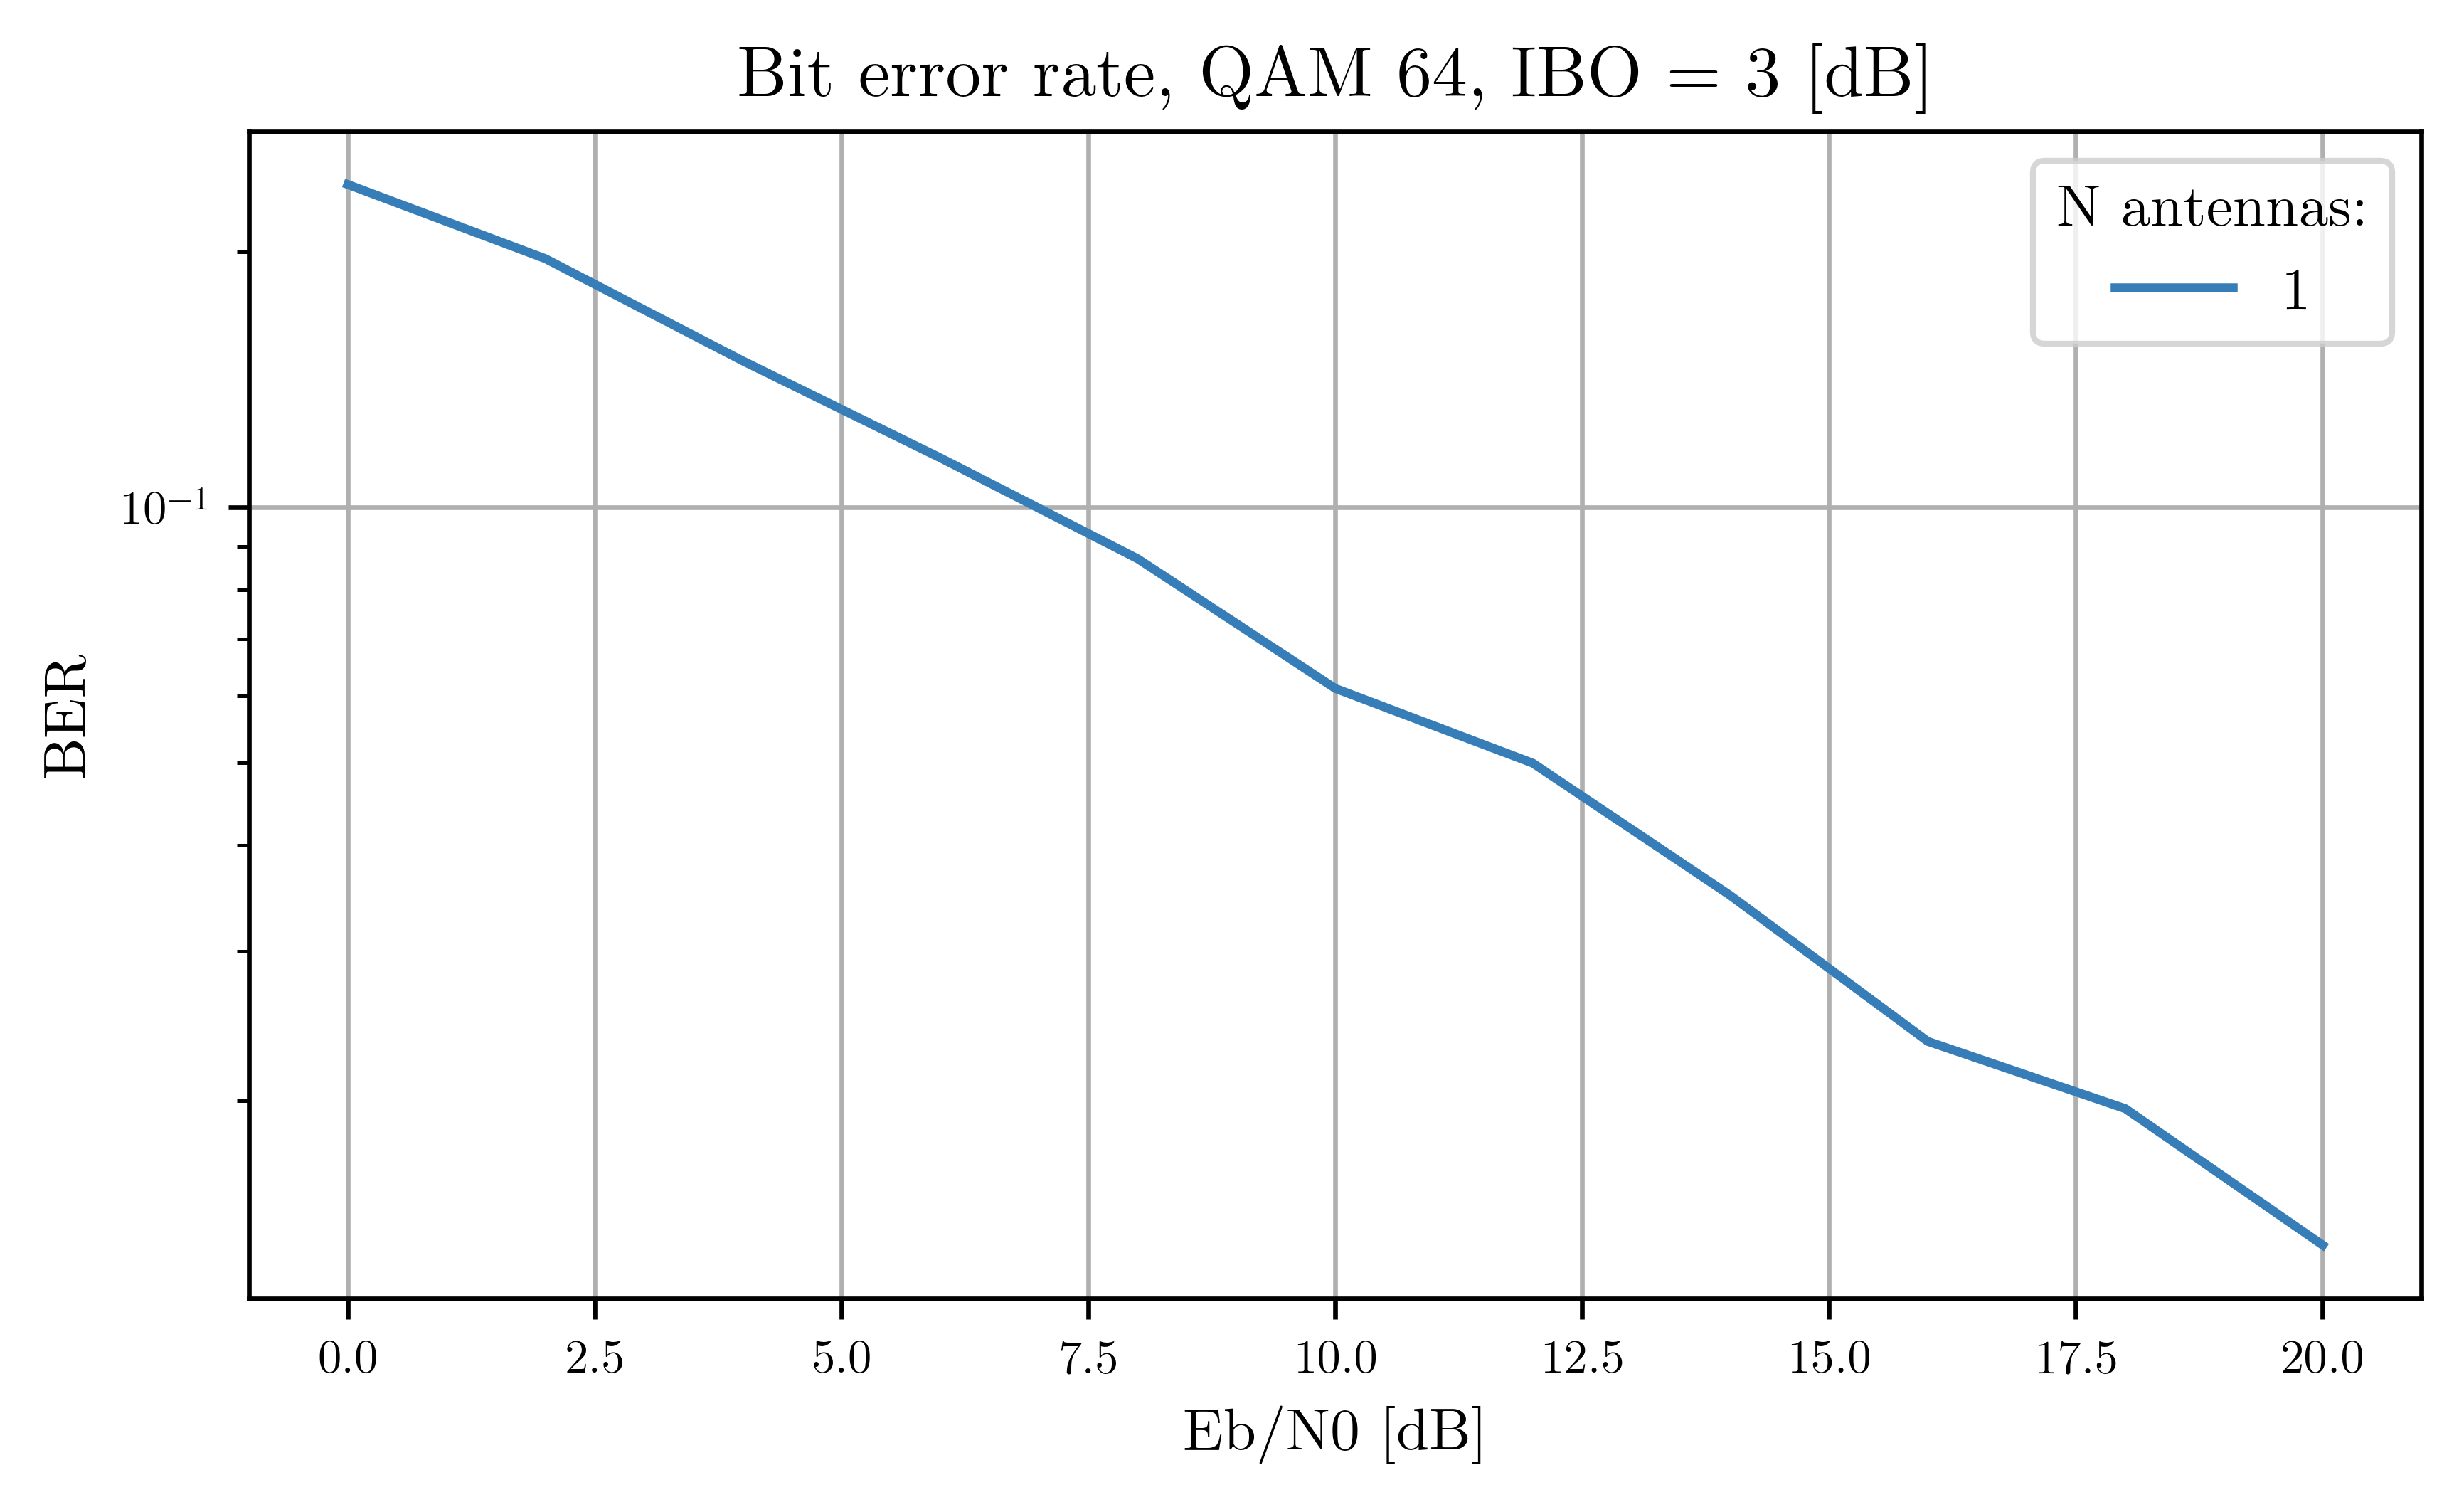 Bit error rate, QAM 64, IBO = 3 [dB]
N antennas:
1
10⁻¹
BER
0.0 2.5 5.0 7.5 10.0 12.5 15.0 17.5 20.0
Eb/N0 [dB]